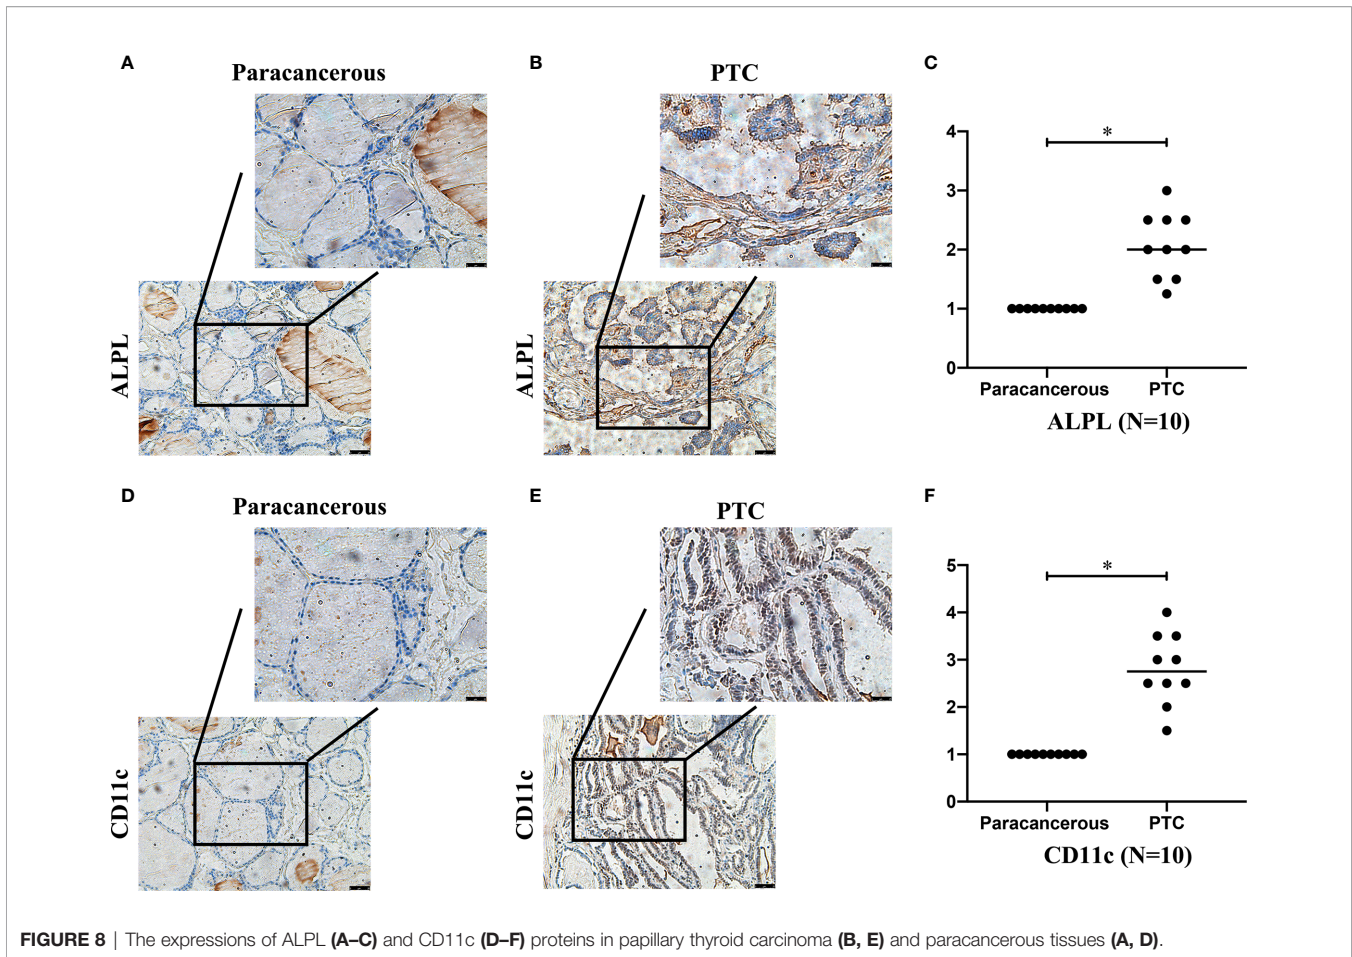 A
Paracancerous
ALPL
B
PTC
ALPL
C
4
3
2
1
0
*
Paracancerous
PTC
ALPL (N=10)
D
Paracancerous
CD11c
E
PTC
CD11c
F
5
4
3
2
1
0
*
Paracancerous
PTC
CD11c (N=10)
FIGURE 8 | The expressions of ALPL (A–C) and CD11c (D–F) proteins in papillary thyroid carcinoma (B, E) and paracancerous tissues (A, D).